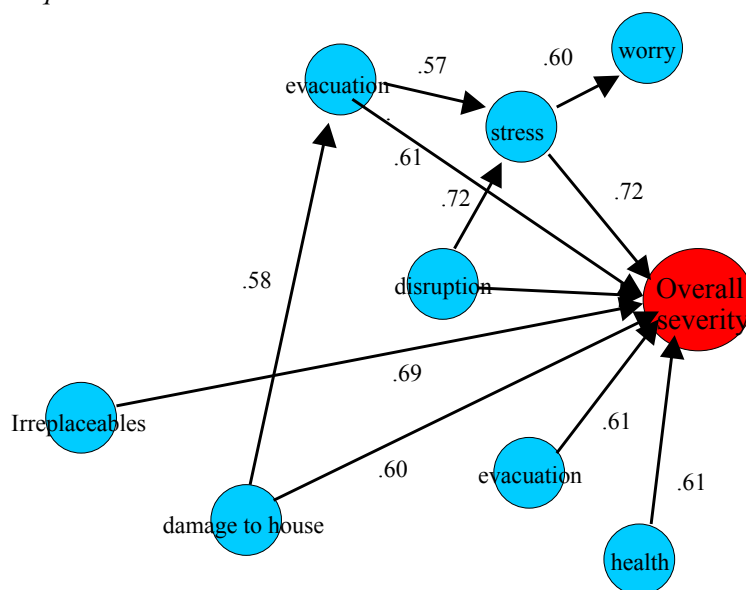 worry
.57
.60
evacuation
stress
.
.61
.72
.72
.58
disruption
Overall
severity
.69
Irreplaceables
.61
.60
evacuation
.61
damage to house
health